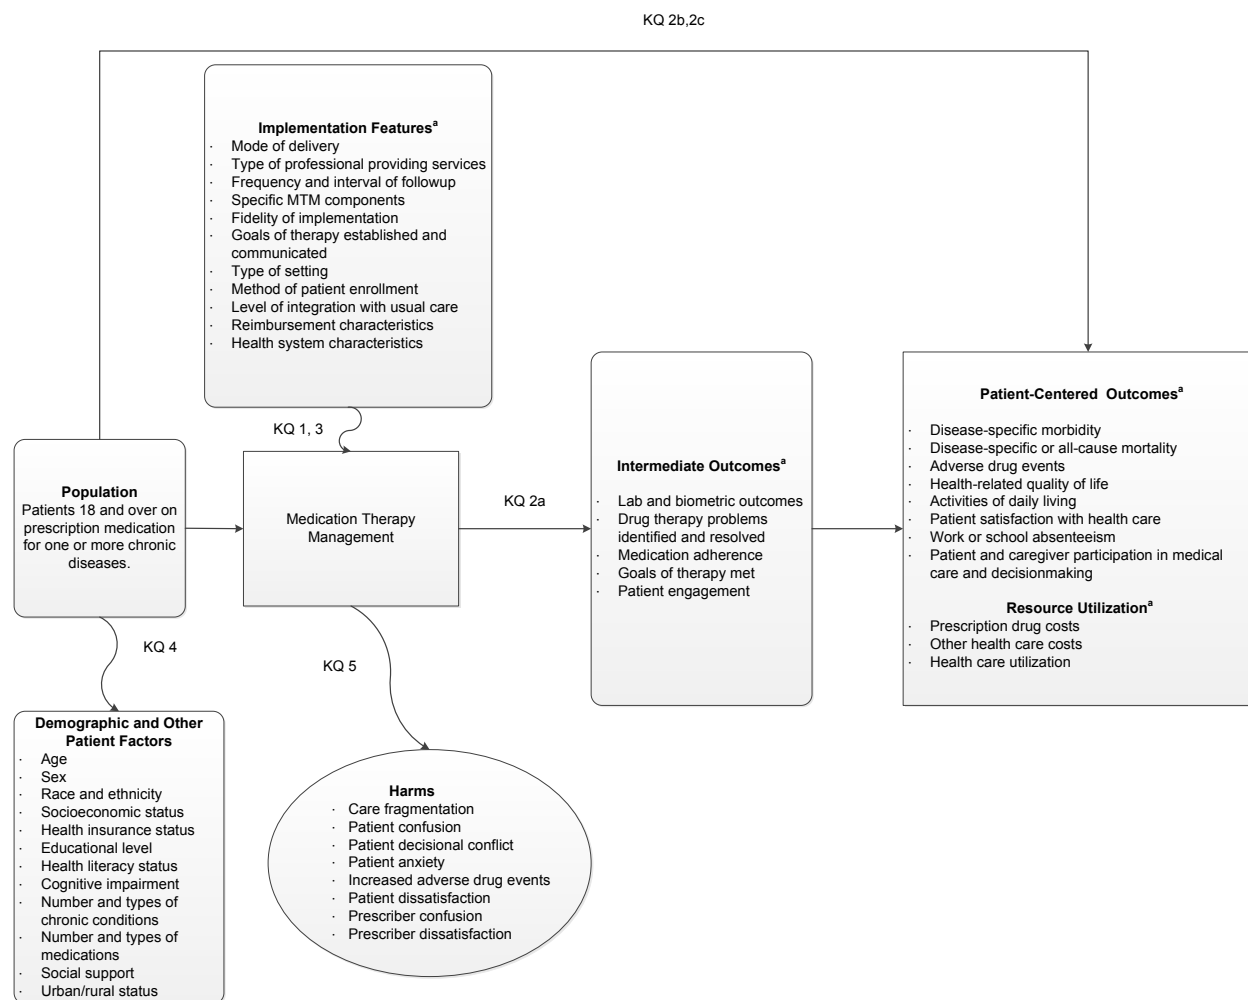 KQ 2b,2c
Implementation Featuresᵃ
· Mode of delivery
· Type of professional providing services
· Frequency and interval of followup
· Specific MTM components
· Fidelity of implementation
· Goals of therapy established and
communicated
· Type of setting
· Method of patient enrollment
· Level of integration with usual care
· Reimbursement characteristics
· Health system characteristics
KQ 1, 3
Population
Patients 18 and over on
prescription medication
for one or more chronic
diseases.
Medication Therapy
Management
KQ 2a
Intermediate Outcomesᵃ
· Lab and biometric outcomes
· Drug therapy problems
identified and resolved
· Medication adherence
· Goals of therapy met
· Patient engagement
Patient-Centered Outcomesᵃ
· Disease-specific morbidity
· Disease-specific or all-cause mortality
· Adverse drug events
· Health-related quality of life
· Activities of daily living
· Patient satisfaction with health care
· Work or school absenteeism
· Patient and caregiver participation in medical
care and decisionmaking
Resource Utilizationᵃ
· Prescription drug costs
· Other health care costs
· Health care utilization
KQ 4
KQ 5
Demographic and Other
Patient Factors
· Age
· Sex
· Race and ethnicity
· Socioeconomic status
· Health insurance status
· Educational level
· Health literacy status
· Cognitive impairment
· Number and types of
chronic conditions
· Number and types of
medications
· Social support
· Urban/rural status
Harms
· Care fragmentation
· Patient confusion
· Patient decisional conflict
· Patient anxiety
· Increased adverse drug events
· Patient dissatisfaction
· Prescriber confusion
· Prescriber dissatisfaction